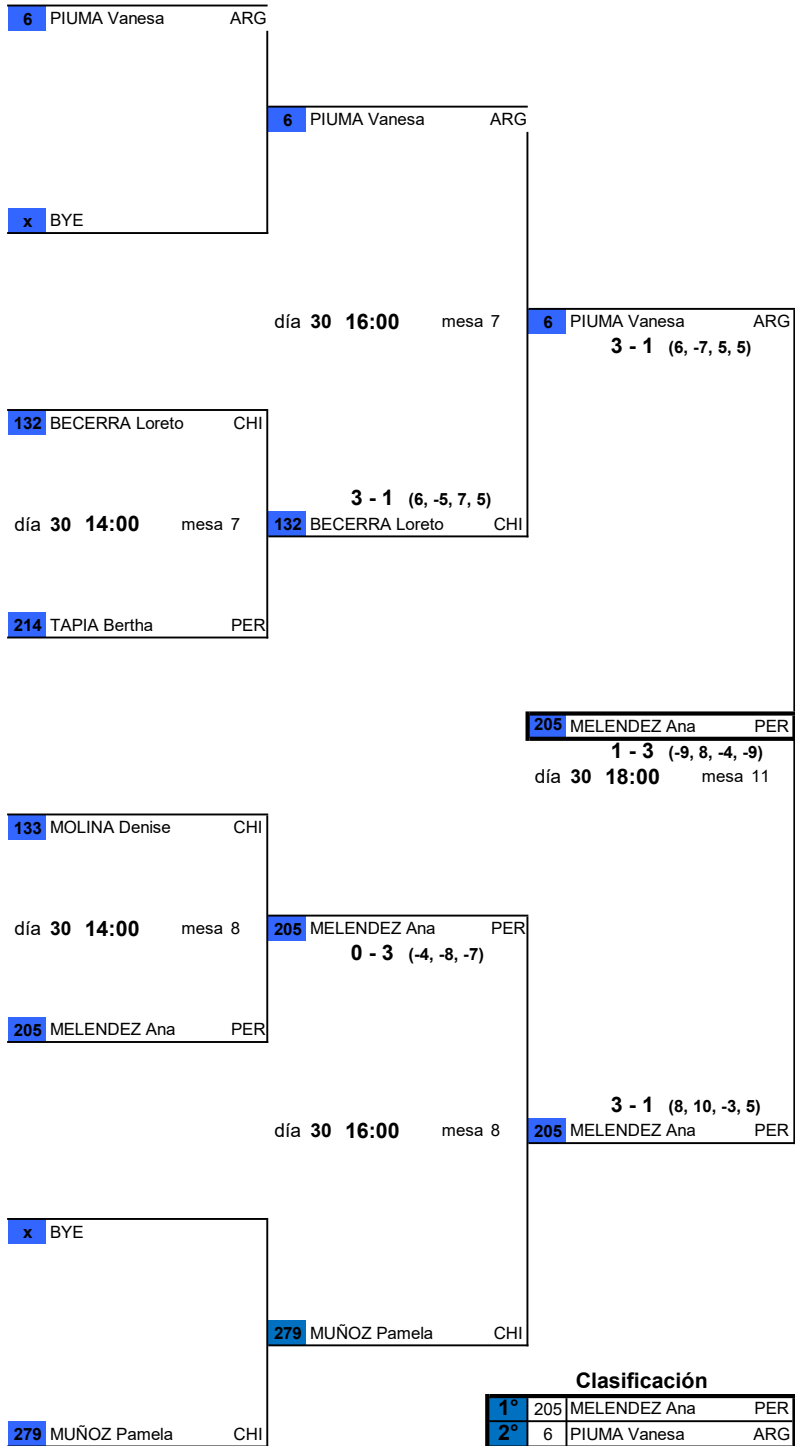 6 PIUMA Vanesa ARG
6 PIUMA Vanesa ARG
x BYE
día 30 16:00 mesa 7
6 PIUMA Vanesa ARG
3 - 1 (6, -7, 5, 5)
132 BECERRA Loreto CHI
3 - 1 (6, -5, 7, 5)
día 30 14:00 mesa 7
132 BECERRA Loreto CHI
214 TAPIA Bertha PER
205 MELENDEZ Ana PER
1 - 3 (-9, 8, -4, -9)
día 30 18:00 mesa 11
133 MOLINA Denise CHI
día 30 14:00 mesa 8
205 MELENDEZ Ana PER
0 - 3 (-4, -8, -7)
205 MELENDEZ Ana PER
3 - 1 (8, 10, -3, 5)
día 30 16:00 mesa 8
205 MELENDEZ Ana PER
x BYE
279 MUÑOZ Pamela CHI
Clasificación
1° 205 MELENDEZ Ana PER
279 MUÑOZ Pamela CHI
2° 6 PIUMA Vanesa ARG